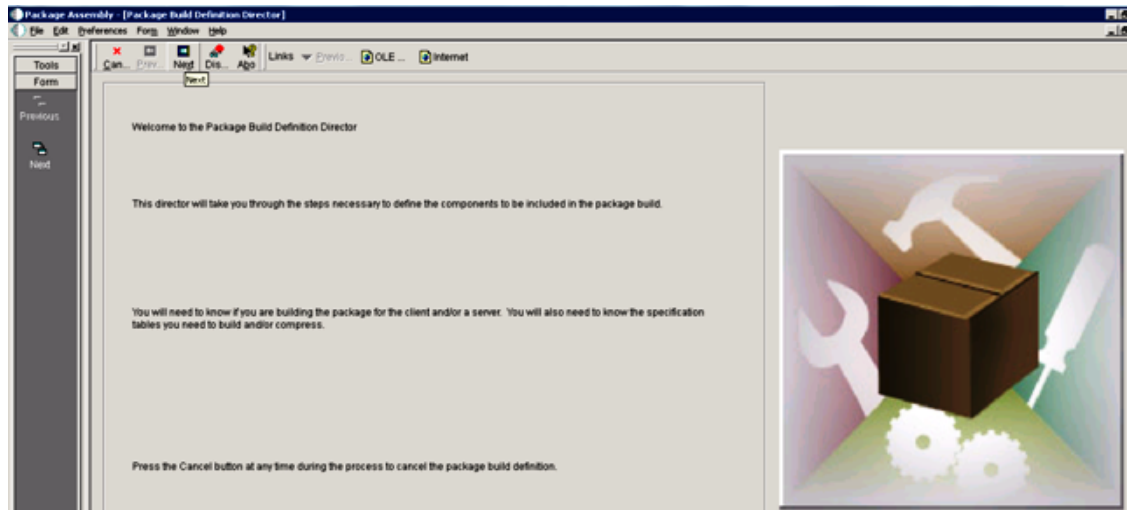 Package Assembly - [Package Build Definition Director]
File Edit Preferences Form Window Help
Tools
Form
Previous
Next
Can... Prev... Next Dis... Abo Links Previo... OLE ... Internet
Next
Welcome to the Package Build Definition Director
This director will take you through the steps necessary to define the components to be included in the package build.
You will need to know if you are building the package for the client and/or a server. You will also need to know the specification
tables you need to build and/or compress.
Press the Cancel button at any time during the process to cancel the package build definition.